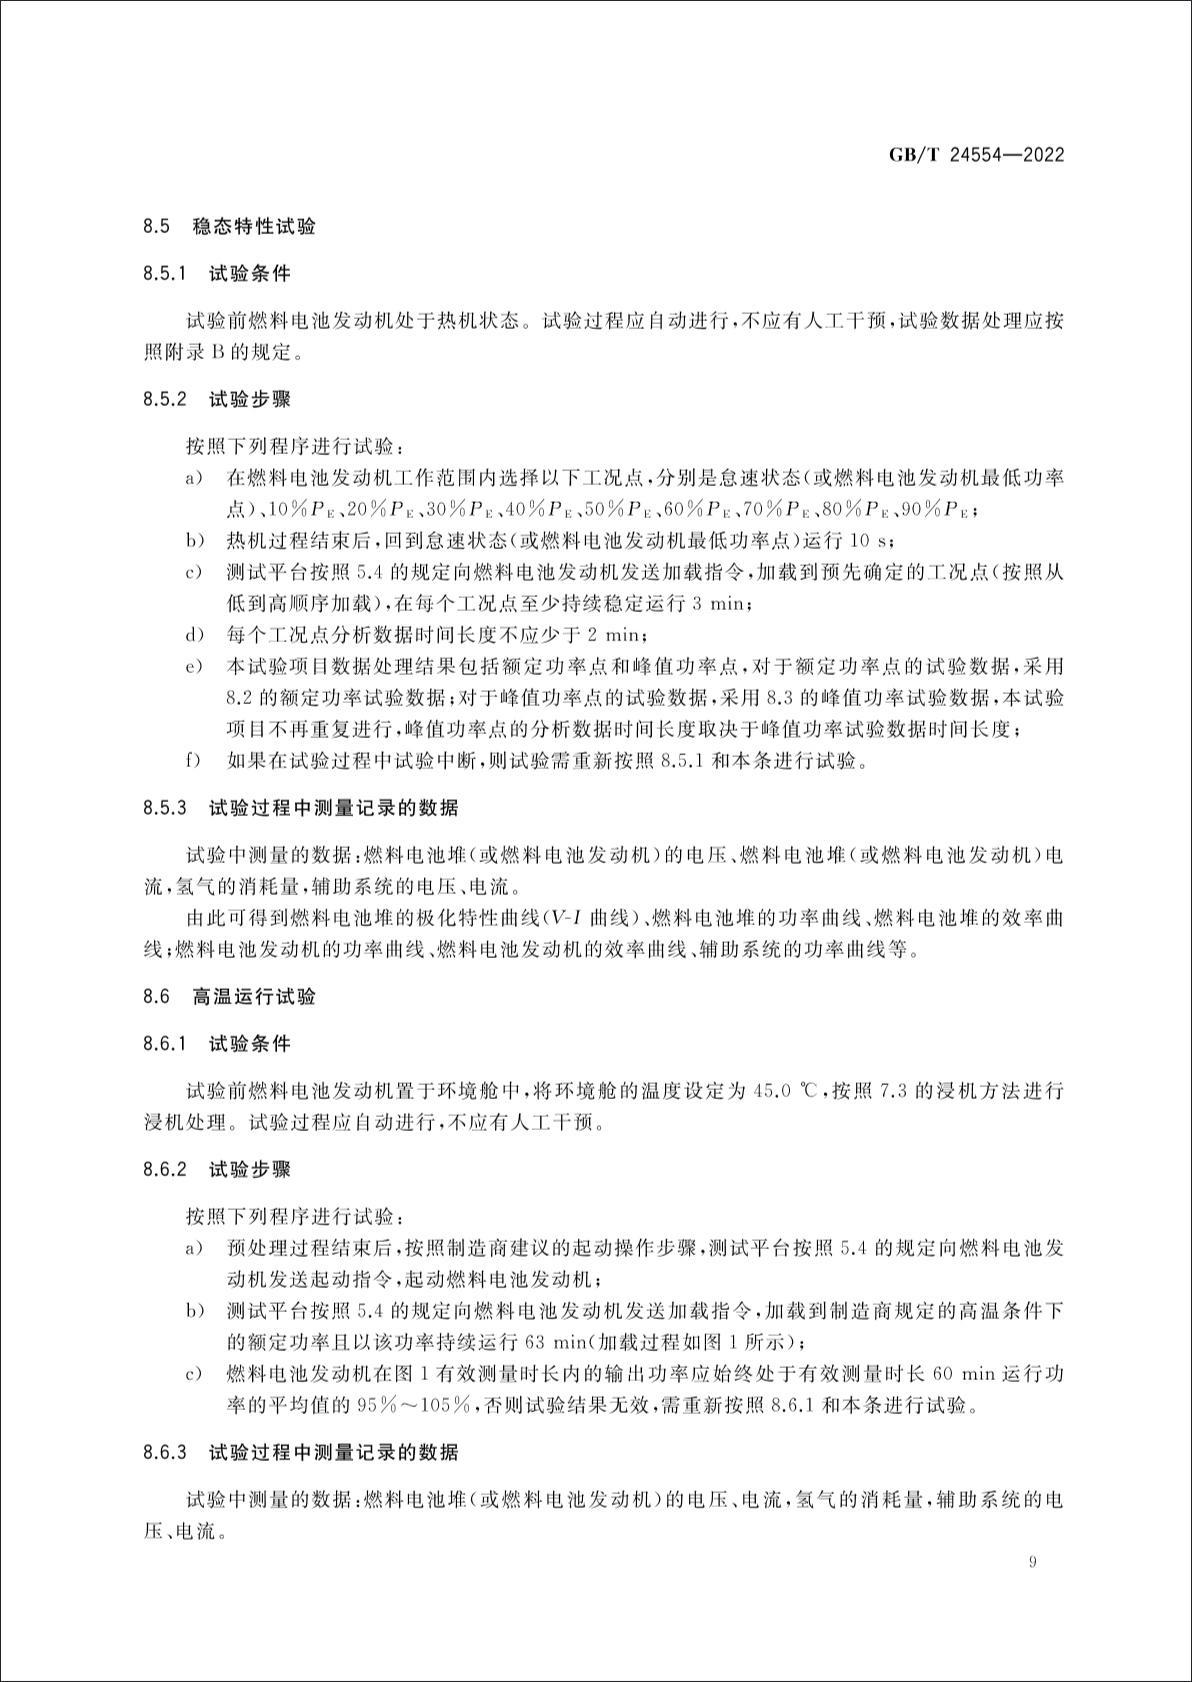 GB/T 24554—2022
8.5 稳态特性试验
8.5.1 试验条件
试验前燃料电池发动机处于热机状态。试验过程应自动进行,不应有人工干预,试验数据处理应按
照附录 B 的规定。
8.5.2 试验步骤
按照下列程序进行试验:
a) 在燃料电池发动机工作范围内选择以下工况点,分别是怠速状态(或燃料电池发动机最低功率
点)、10%P_E、20%P_E、30%P_E、40%P_E、50%P_E、60%P_E、70%P_E、80%P_E、90%P_E;
b) 热机过程结束后,回到怠速状态(或燃料电池发动机最低功率点)运行 10 s;
c) 测试平台按照 5.4 的规定向燃料电池发动机发送加载指令,加载到预先确定的工况点(按照从
低到高顺序加载),在每个工况点至少持续稳定运行 3 min;
d) 每个工况点分析数据时间长度不应少于 2 min;
e) 本试验项目数据处理结果包括额定功率点和峰值功率点,对于额定功率点的试验数据,采用
8.2 的额定功率试验数据;对于峰值功率点的试验数据,采用 8.3 的峰值功率试验数据,本试验
项目不再重复进行,峰值功率点的分析数据时间长度取决于峰值功率试验数据时间长度;
f) 如果在试验过程中试验中断,则试验需重新按照 8.5.1 和本条进行试验。
8.5.3 试验过程中测量记录的数据
试验中测量的数据:燃料电池堆(或燃料电池发动机)的电压、燃料电池堆(或燃料电池发动机)电
流,氢气的消耗量,辅助系统的电压、电流。
由此可得到燃料电池堆的极化特性曲线(V-I 曲线)、燃料电池堆的功率曲线、燃料电池堆的效率曲
线;燃料电池发动机的功率曲线、燃料电池发动机的效率曲线、辅助系统的功率曲线等。
8.6 高温运行试验
8.6.1 试验条件
试验前燃料电池发动机置于环境舱中,将环境舱的温度设定为 45.0 ℃,按照 7.3 的浸机方法进行
浸机处理。试验过程应自动进行,不应有人工干预。
8.6.2 试验步骤
按照下列程序进行试验:
a) 预处理过程结束后,按照制造商建议的起动操作步骤,测试平台按照 5.4 的规定向燃料电池发
动机发送起动指令,起动燃料电池发动机;
b) 测试平台按照 5.4 的规定向燃料电池发动机发送加载指令,加载到制造商规定的高温条件下
的额定功率且以该功率持续运行 63 min(加载过程如图 1 所示);
c) 燃料电池发动机在图 1 有效测量时长内的输出功率应始终处于有效测量时长 60 min 运行功
率的平均值的 95%～105%,否则试验结果无效,需重新按照 8.6.1 和本条进行试验。
8.6.3 试验过程中测量记录的数据
试验中测量的数据:燃料电池堆(或燃料电池发动机)的电压、电流,氢气的消耗量,辅助系统的电
压、电流。
9